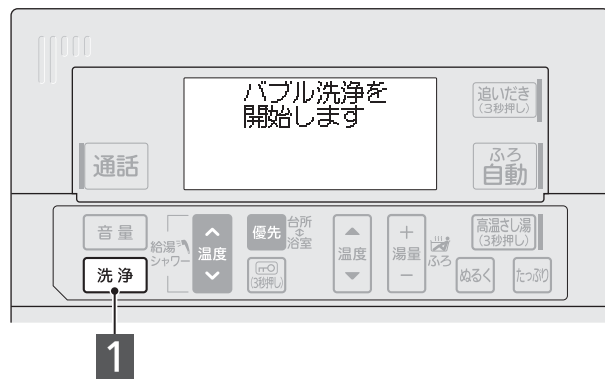 バブル洗浄を
開始します
追いだき
(3秒押し)
通話
ふろ
自動
音量
給湯
シャワー
温度
優先
台所
浴室
(3秒押し)
温度
湯量
ふろ
高温さし湯
(3秒押し)
洗浄
ぬるく
たっぷり
1